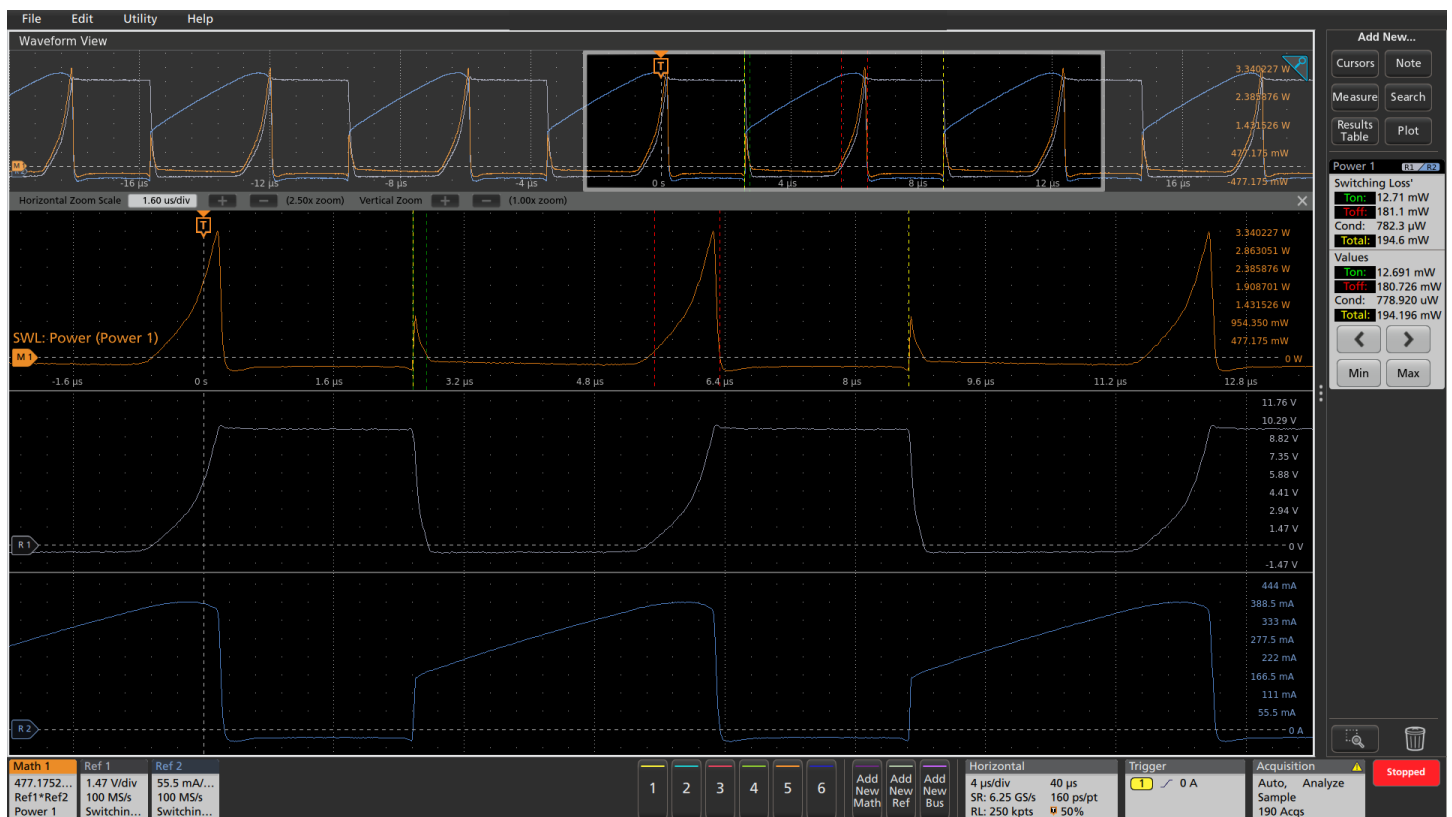 File Edit Utility Help
Waveform View
Add New...
Cursors Note
Measure Search
Results Table Plot
T
3.340227 W
2.385876 W
1.431526 W
477.175 mW
-477.175 mW
M 1
-16 µs -12 µs -8 µs -4 µs 0 s 4 µs 8 µs 12 µs 16 µs
Horizontal Zoom Scale 1.60 us/div + − (2.50x zoom) Vertical Zoom + − (1.00x zoom) ✕
T
3.340227 W
2.863051 W
2.385876 W
1.908701 W
1.431526 W
954.350 mW
477.175 mW
0 W
SWL: Power (Power 1)
M 1
-1.6 µs 0 s 1.6 µs 3.2 µs 4.8 µs 6.4 µs 8 µs 9.6 µs 11.2 µs 12.8 µs
11.76 V
10.29 V
8.82 V
7.35 V
5.88 V
4.41 V
2.94 V
1.47 V
0 V
-1.47 V
R 1
444 mA
388.5 mA
333 mA
277.5 mA
222 mA
166.5 mA
111 mA
55.5 mA
0 A
R 2
Power 1 R1 R2
Switching Loss'
Ton: 12.71 mW
Toff: 181.1 mW
Cond: 782.3 µW
Total: 194.6 mW
Values
Ton: 12.691 mW
Toff: 180.726 mW
Cond: 778.920 uW
Total: 194.196 mW
Min Max
Math 1
477.1752...
Ref1*Ref2
Power 1
Ref 1
1.47 V/div
100 MS/s
Switchin...
Ref 2
55.5 mA/...
100 MS/s
Switchin...
1 2 3 4 5 6
Add New Math
Add New Ref
Add New Bus
Horizontal
4 µs/div 40 µs
SR: 6.25 GS/s 160 ps/pt
RL: 250 kpts 50%
Trigger
1 0 A
Acquisition
Auto, Analyze
Sample
190 Acqs
Stopped